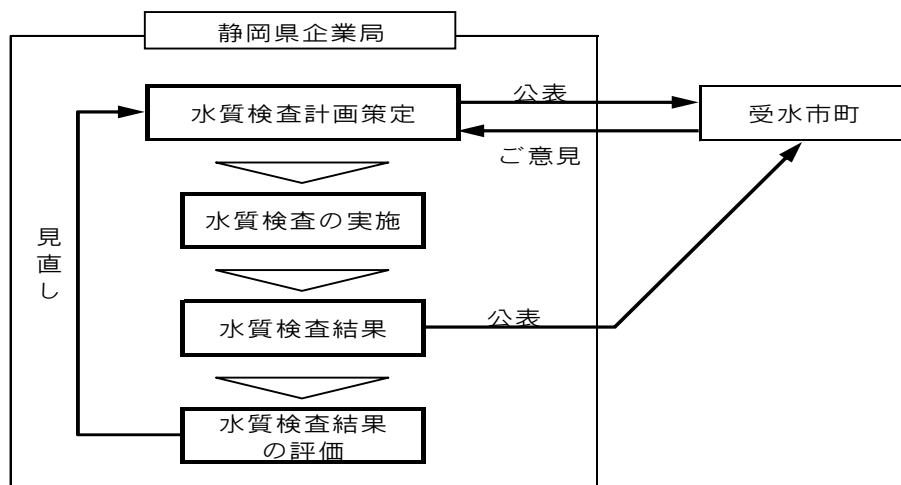 静岡県企業局
水質検査計画策定
公表
受水市町
ご意見
水質検査の実施
見直し
水質検査結果
公表
水質検査結果
の評価